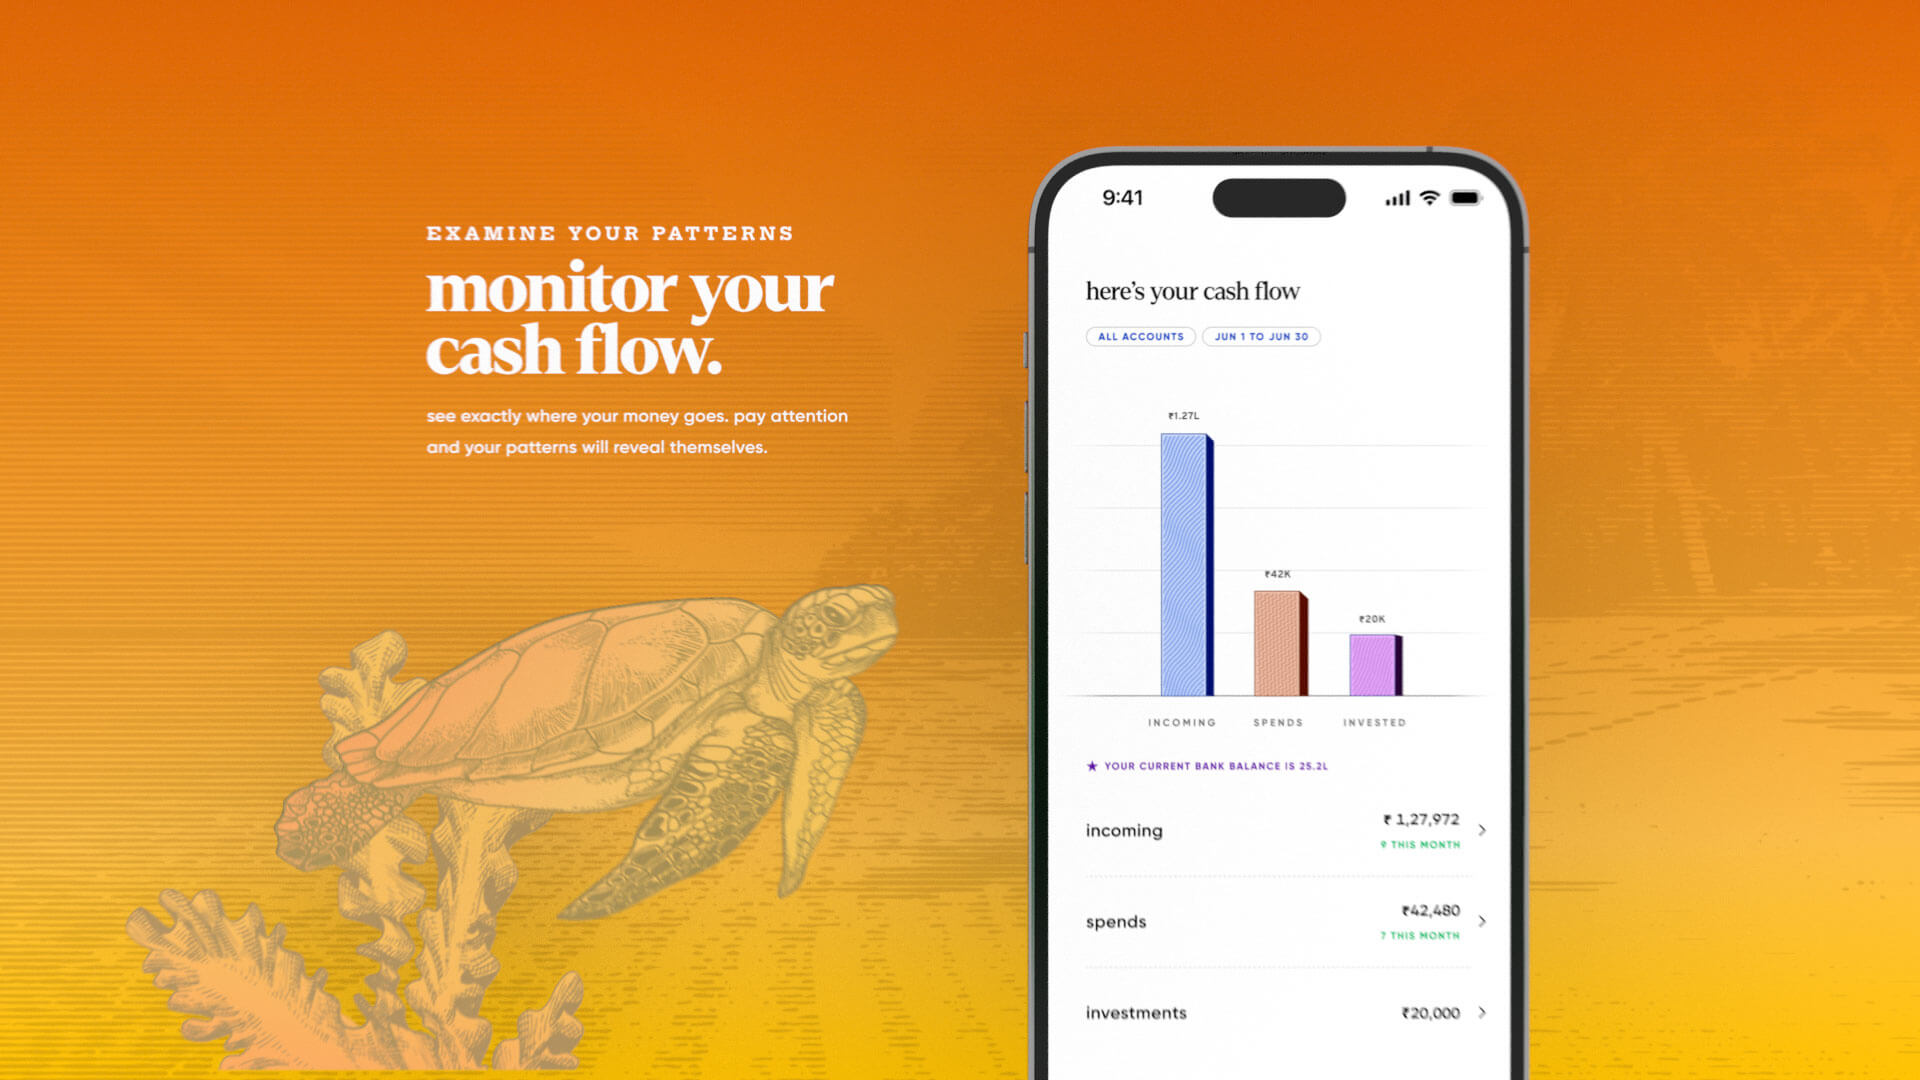 EXAMINE YOUR PATTERNS
monitor your
cash flow.
see exactly where your money goes. pay attention
and your patterns will reveal themselves.
9:41
here's your cash flow
ALL ACCOUNTS JUN 1 TO JUN 30
₹1.27L
₹42K
₹20K
INCOMING SPENDS INVESTED
★ YOUR CURRENT BANK BALANCE IS 25.2L
incoming ₹ 1,27,972
9 THIS MONTH
spends ₹42,480
7 THIS MONTH
investments ₹20,000